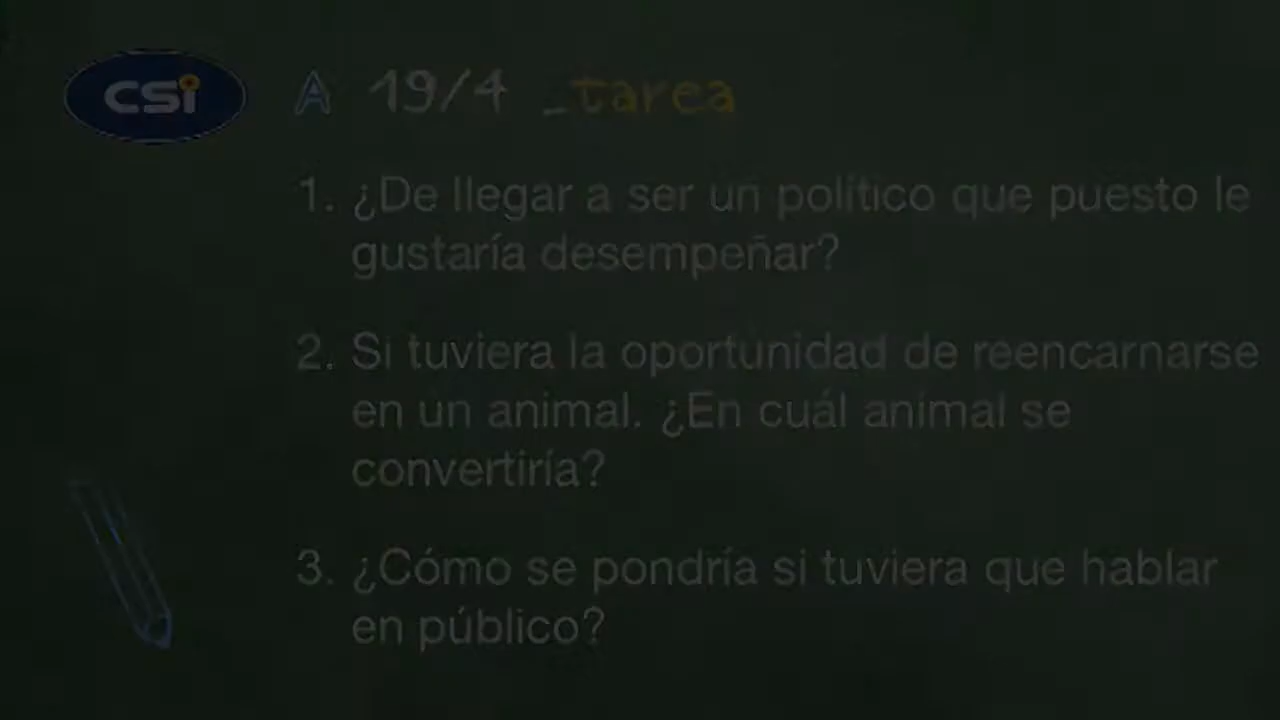 CSi A 19/4 _tarea
1. ¿De llegar a ser un político que puesto le
gustaría desempeñar?
2. Si tuviera la oportunidad de reencarnarse
en un animal. ¿En cuál animal se
convertiría?
3. ¿Cómo se pondría si tuviera que hablar
en público?